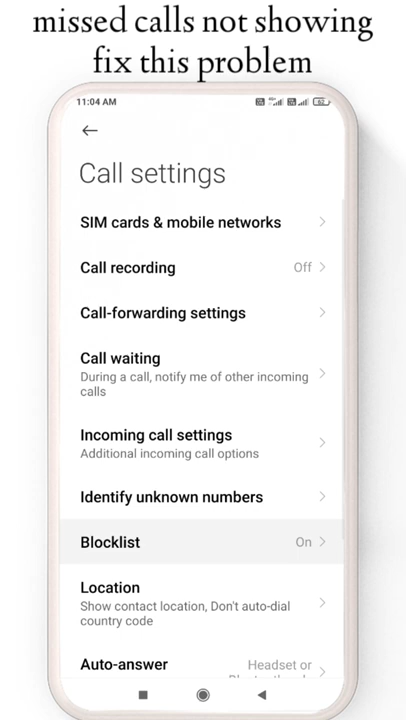 missed calls not showing
fix this problem
11:04 AM
62
Call settings
SIM cards & mobile networks
Call recording
Off
Call-forwarding settings
Call waiting
During a call, notify me of other incoming
calls
Incoming call settings
Additional incoming call options
Identify unknown numbers
Blocklist
On
Location
Show contact location, Don't auto-dial
country code
Auto-answer
Headset or